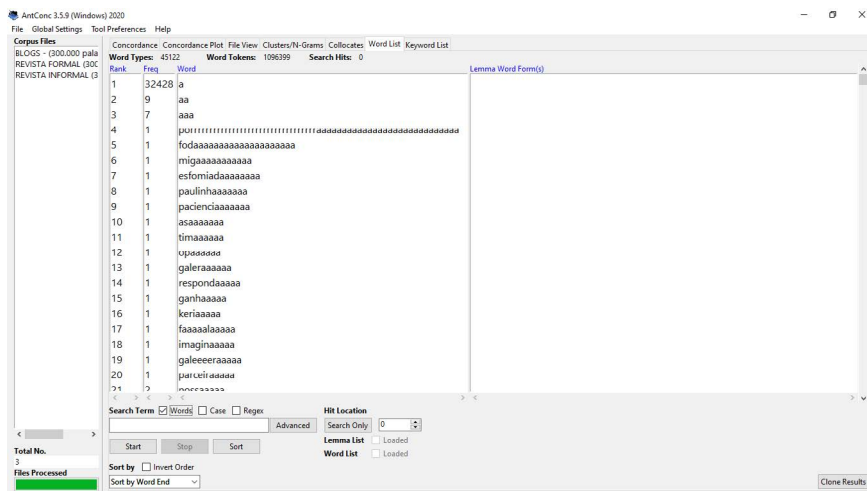 AntConc 3.5.9 (Windows) 2020
File Global Settings Tool Preferences Help
Corpus Files
BLOGS - (300.000 pala
REVISTA FORMAL (30C
REVISTA INFORMAL (3
Concordance Concordance Plot File View Clusters/N-Grams Collocates Word List Keyword List
Word Types: 45122 Word Tokens: 1096399 Search Hits: 0
Rank Freq Word Lemma Word Form(s)
1 32428 a
2 9 aa
3 7 aaa
4 1
5 1 fodaaaaaaaaaaaaaaaaaaaa
6 1 migaaaaaaaaaaa
7 1 esfomiadaaaaaaaa
8 1 paulinhaaaaaaa
9 1 pacienciaaaaaaa
10 1 asaaaaaaa
11 1 timaaaaaa
12 1 opaaaaaa
13 1 galeraaaaaa
14 1 respondaaaaa
15 1 ganhaaaaa
16 1 keriaaaaa
17 1 faaaaalaaaaa
18 1 imaginaaaaa
19 1 galeeeeraaaaa
20 1 parceiraaaaa
21 2 nossaaaaa
Search Term Words Case Regex Hit Location
Advanced Search Only 0
Start Stop Sort Lemma List Loaded
Word List Loaded
Total No.
3
Files Processed
Sort by Invert Order
Sort by Word End
Clone Results